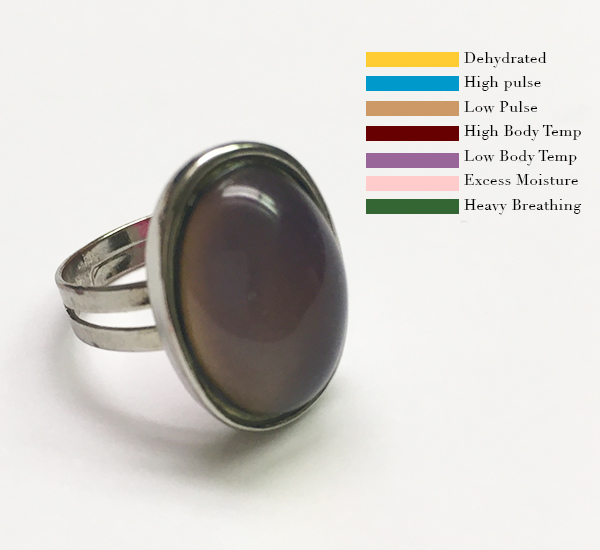 Dehydrated
High pulse
Low Pulse
High Body Temp
Low Body Temp
Excess Moisture
Heavy Breathing